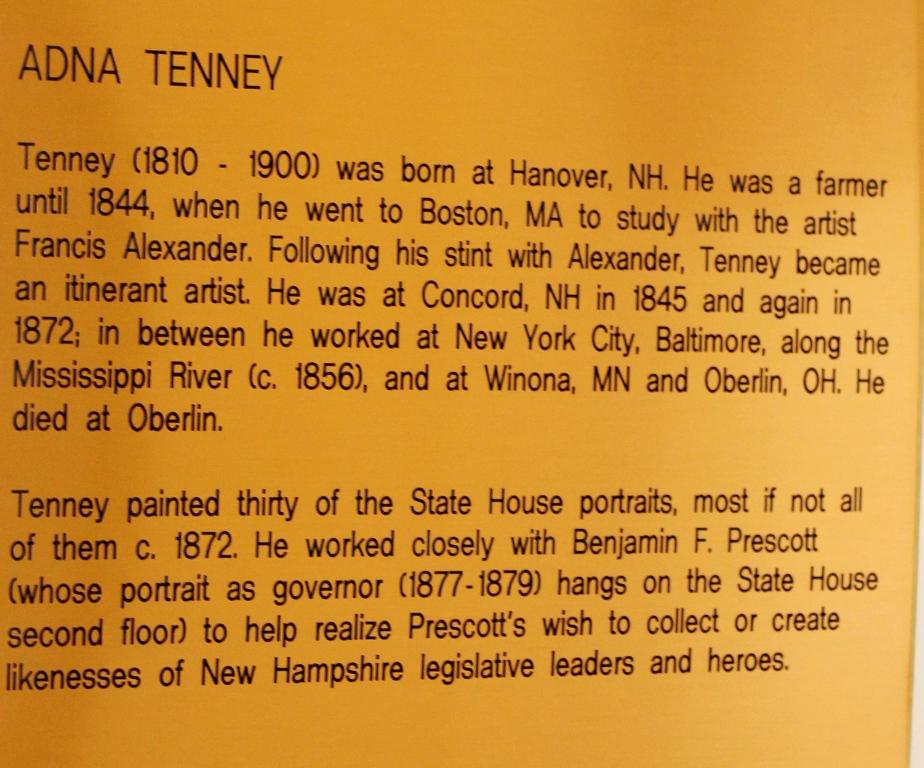 ADNA TENNEY
Tenney (1810 - 1900) was born at Hanover, NH. He was a farmer
until 1844, when he went to Boston, MA to study with the artist
Francis Alexander. Following his stint with Alexander, Tenney became
an itinerant artist. He was at Concord, NH in 1845 and again in
1872; in between he worked at New York City, Baltimore, along the
Mississippi River (c. 1856), and at Winona, MN and Oberlin, OH. He
died at Oberlin.
Tenney painted thirty of the State House portraits, most if not all
of them c. 1872. He worked closely with Benjamin F. Prescott
(whose portrait as governor (1877-1879) hangs on the State House
second floor) to help realize Prescott's wish to collect or create
likenesses of New Hampshire legislative leaders and heroes.